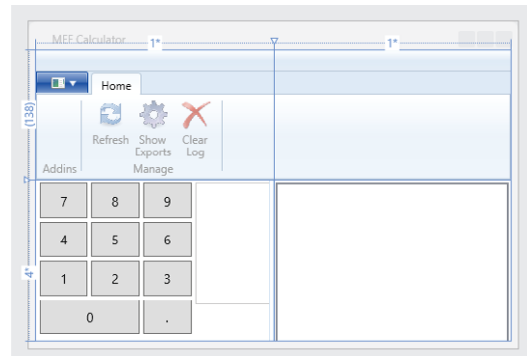 MEF Calculator
1*
1*
(138)
Home
Refresh
Show Exports
Clear Log
Addins
Manage
4*
7 8 9
4 5 6
1 2 3
0 .